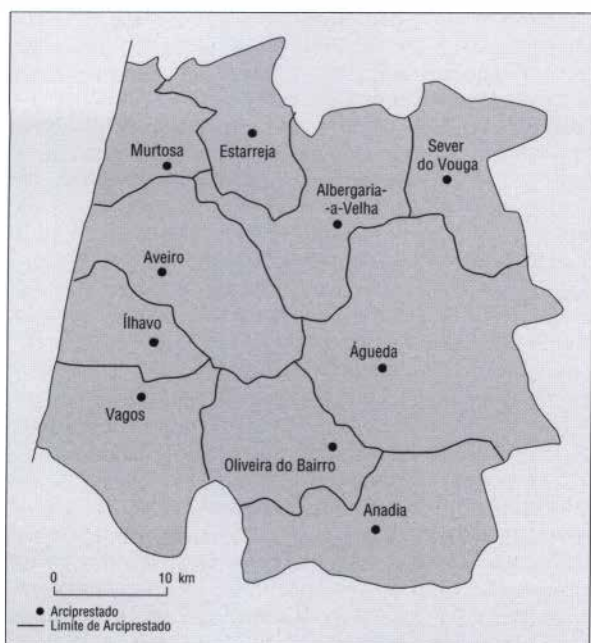 Murtosa
Estarreja
Sever
do Vouga
Albergaria-
-a-Velha
Aveiro
Ílhavo
Águeda
Vagos
Oliveira do Bairro
Anadia
0 10 km
Arciprestado
Limite de Arciprestado